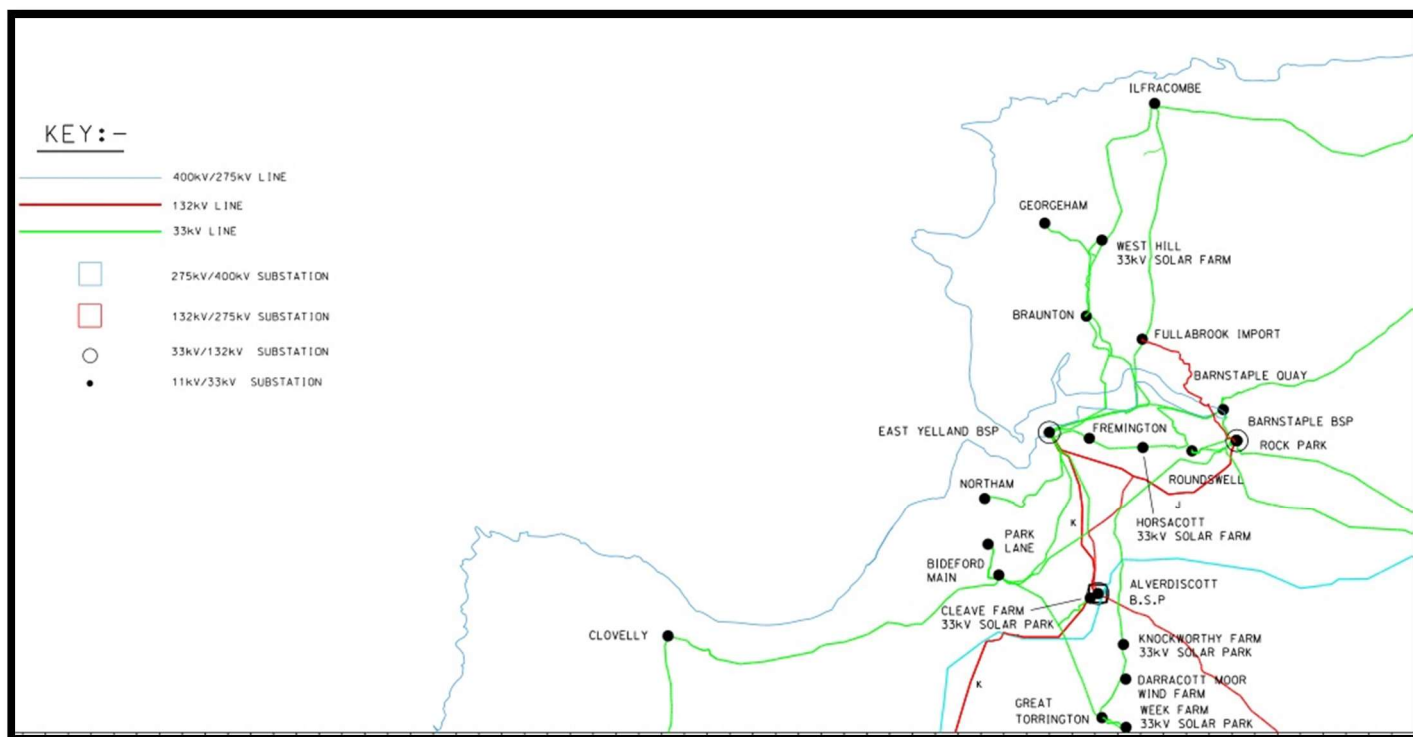 KEY:-
400kV/275kV LINE
132kV LINE
33kV LINE
275kV/400kV SUBSTATION
132kV/275kV SUBSTATION
33kV/132kV SUBSTATION
11kV/33kV SUBSTATION
ILFRACOMBE
GEORGEHAM
WEST HILL
33kV SOLAR FARM
BRAUNTON
FULLABROOK IMPORT
BARNSTAPLE QUAY
EAST YELLAND BSP
FREMINGTON
BARNSTAPLE BSP
ROCK PARK
ROUNDSWELL
NORTHAM
J
K
HORSACOTT
33kV SOLAR FARM
PARK
LANE
BIDEFORD
MAIN
ALVERDISCOTT
B.S.P
CLEAVE FARM
33kV SOLAR PARK
CLOVELLY
KNOCKWORTHY FARM
33kV SOLAR PARK
K
DARRACOTT MOOR
WIND FARM
GREAT
TORRINGTON
WEEK FARM
33kV SOLAR PARK